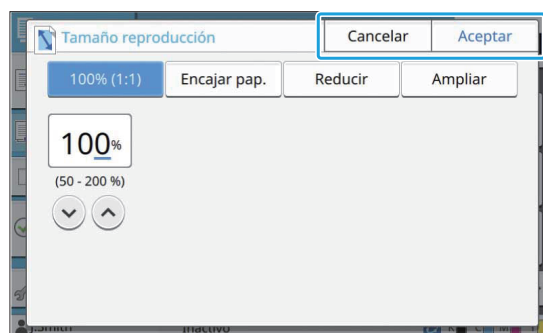 Tamaño reproducción
Cancelar
Aceptar
100% (1:1)
Encajar pap.
Reducir
Ampliar
100%
(50 - 200 %)
J.Smith
Inactivo